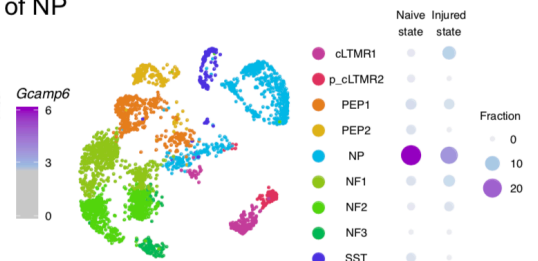 of NP
Naive state
Injured state
Gcamp6
6
3
0
cLTMR1
p_cLTMR2
PEP1
PEP2
NP
NF1
NF2
NF3
SST
Fraction
0
10
20